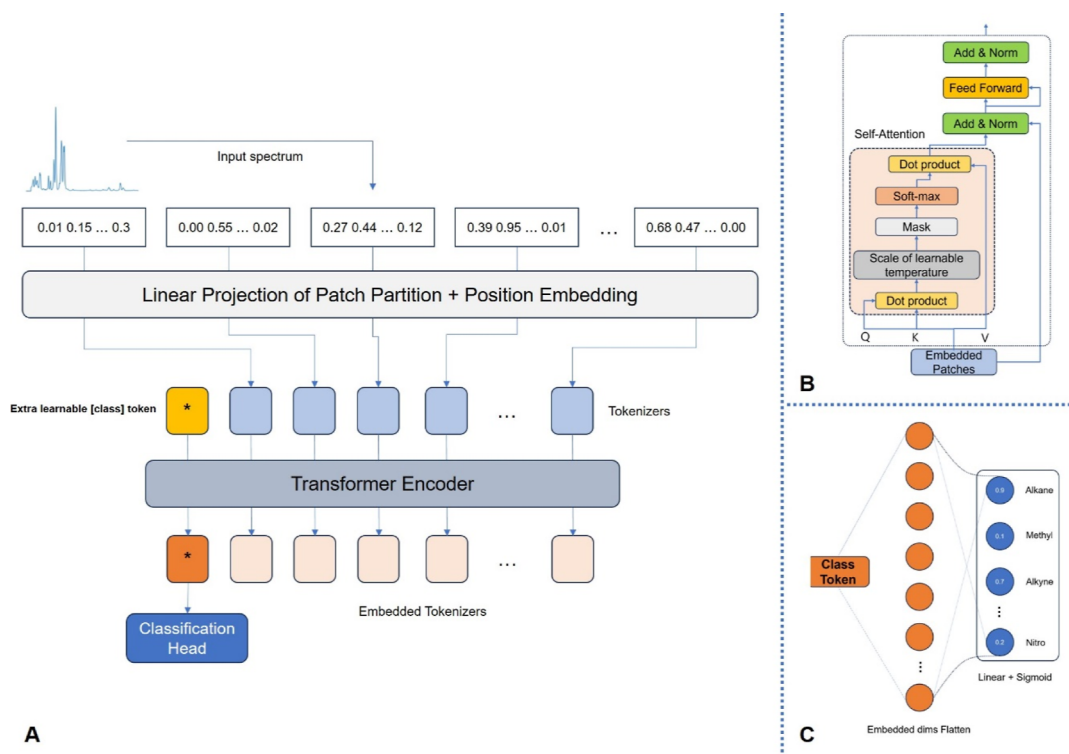 Input spectrum
0.01 0.15 ... 0.3
0.00 0.55 ... 0.02
0.27 0.44 ... 0.12
0.39 0.95 ... 0.01
...
0.68 0.47 ... 0.00
Linear Projection of Patch Partition + Position Embedding
Extra learnable [class] token
*
...
Tokenizers
Transformer Encoder
*
...
Embedded Tokenizers
Classification
Head
A
Add & Norm
Feed Forward
Add & Norm
Self-Attention
Dot product
Soft-max
Mask
Scale of learnable
temperature
Dot product
Q
K
V
Embedded
Patches
B
Class
Token
...
Embedded dims Flatten
0.9
Alkane
0.1
Methyl
0.7
Alkyne
...
0.2
Nitro
Linear + Sigmoid
C